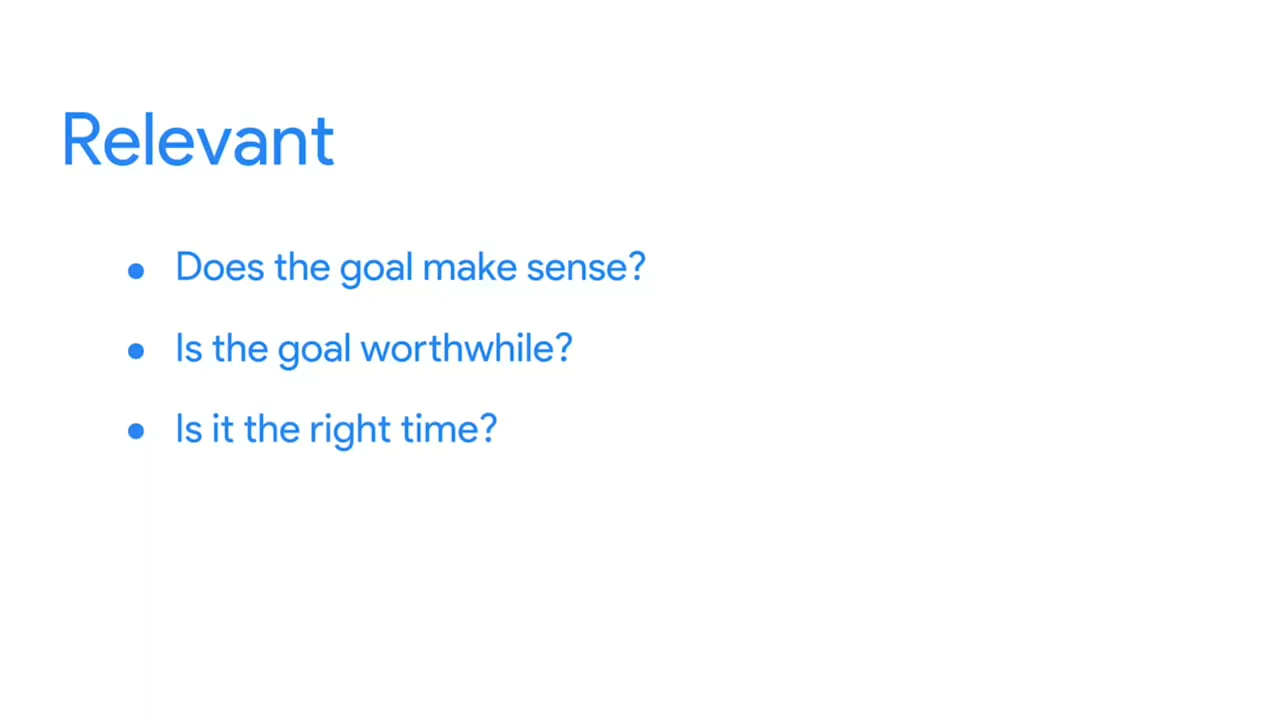 Relevant
● Does the goal make sense?
● Is the goal worthwhile?
● Is it the right time?